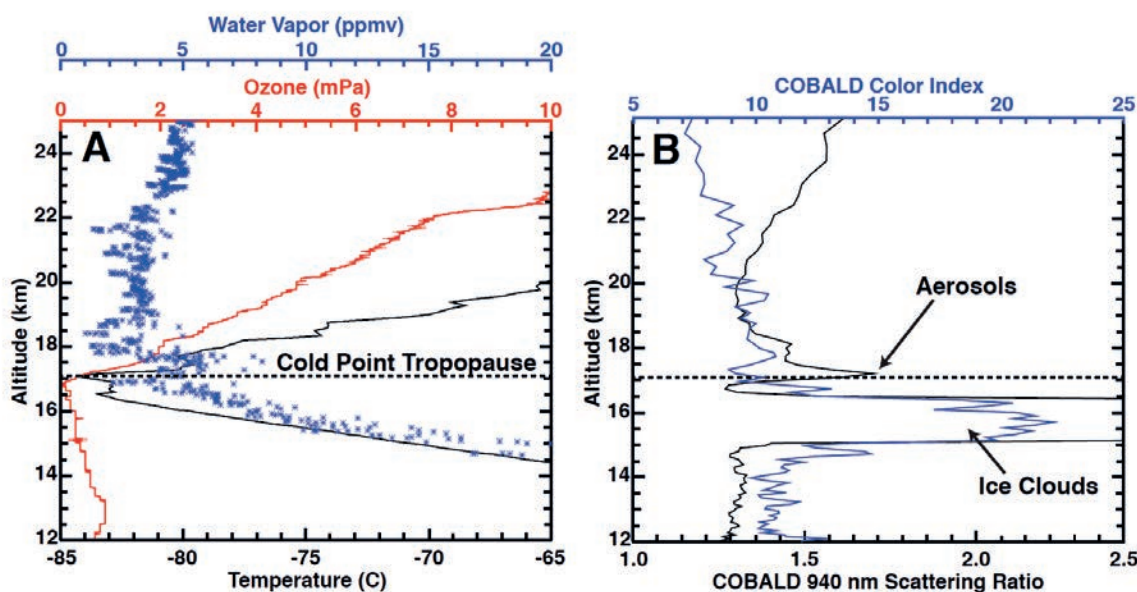 Water Vapor (ppmv)
0 5 10 15 20
Ozone (mPa)
0 2 4 6 8 10
A
24
22
20
18
16
14
12
Altitude (km)
Cold Point Tropopause
-85 -80 -75 -70 -65
Temperature (C)
COBALD Color Index
5 10 15 20 25
B
24
22
20
18
16
14
12
Altitude (km)
Aerosols
Ice Clouds
1.0 1.5 2.0 2.5
COBALD 940 nm Scattering Ratio